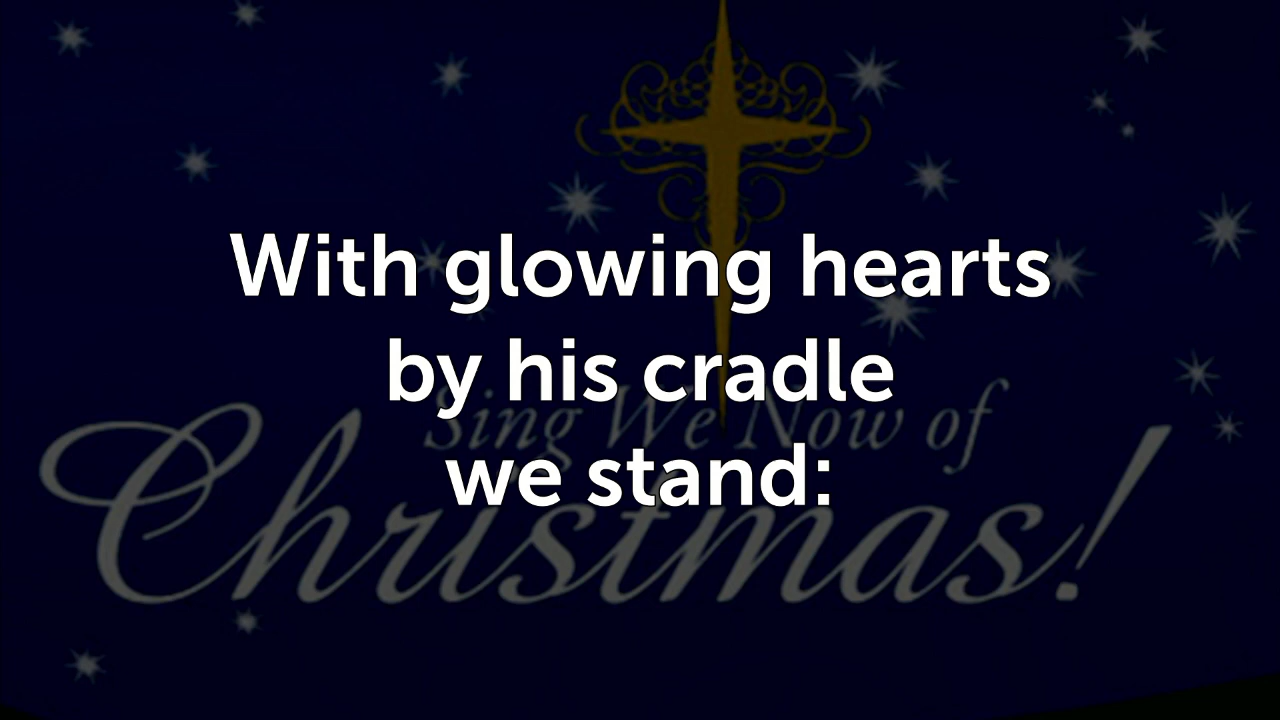 With glowing hearts
by his cradle
Sing We Now of
we stand:
Christmas!